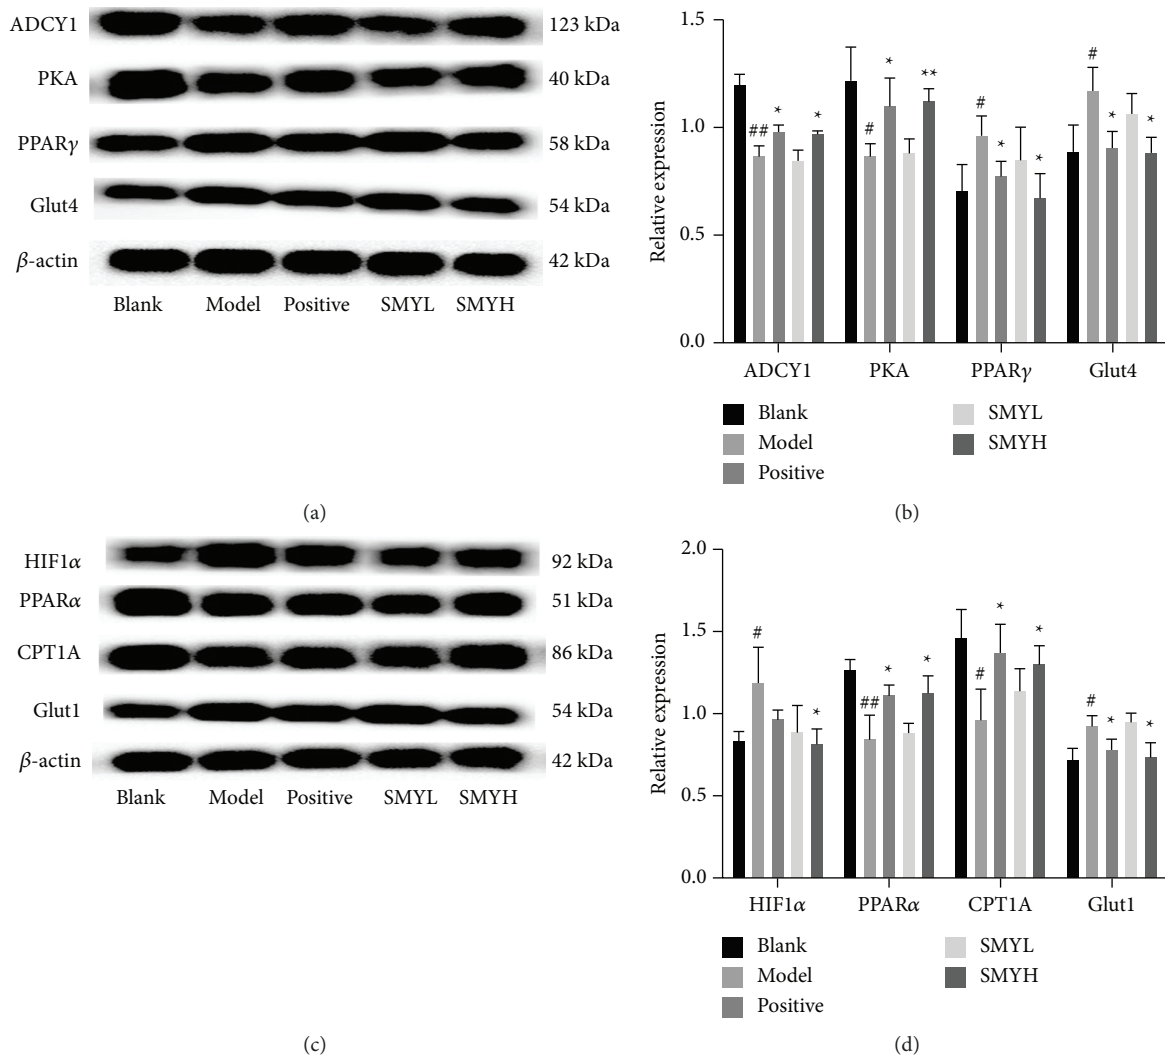 ADCY1 123 kDa
PKA 40 kDa
PPARγ 58 kDa
Glut4 54 kDa
β-actin 42 kDa
Blank Model Positive SMYL SMYH
(a)
Relative expression
1.5
1.0
0.5
0.0
## * *
# * **
# * *
# * *
ADCY1 PKA PPARγ Glut4
Blank SMYL
Model SMYH
Positive
(b)
HIF1α 92 kDa
PPARα 51 kDa
CPT1A 86 kDa
Glut1 54 kDa
β-actin 42 kDa
Blank Model Positive SMYL SMYH
(c)
Relative expression
2.0
1.5
1.0
0.5
0.0
# *
## * *
# * *
# * *
HIF1α PPARα CPT1A Glut1
Blank SMYL
Model SMYH
Positive
(d)